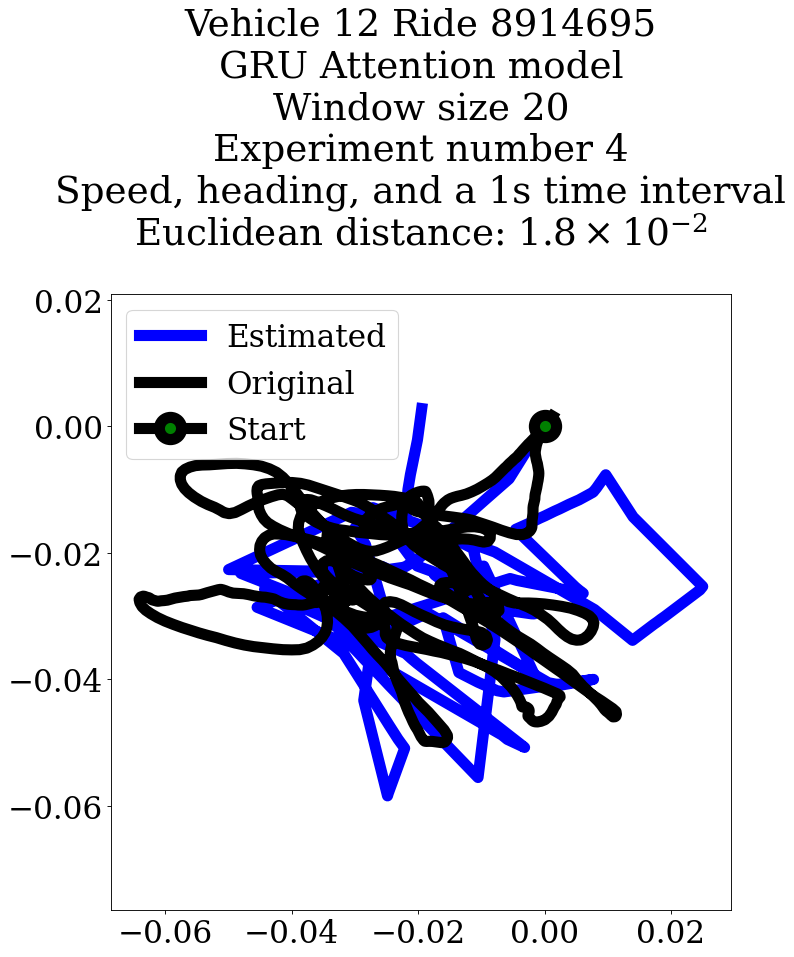 Vehicle 12 Ride 8914695
GRU Attention model
Window size 20
Experiment number 4
Speed, heading, and a 1s time interval
Euclidean distance: 1.8 × 10⁻²
0.02
Estimated
Original
Start
0.00
−0.02
−0.04
−0.06
−0.06 −0.04 −0.02 0.00 0.02